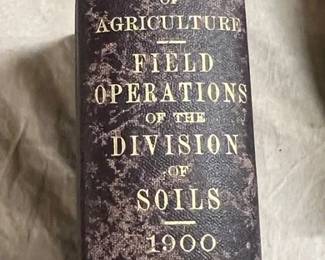 OF
AGRICULTURE
FIELD
OPERATIONS
OF THE
DIVISION
OF
SOILS
1900